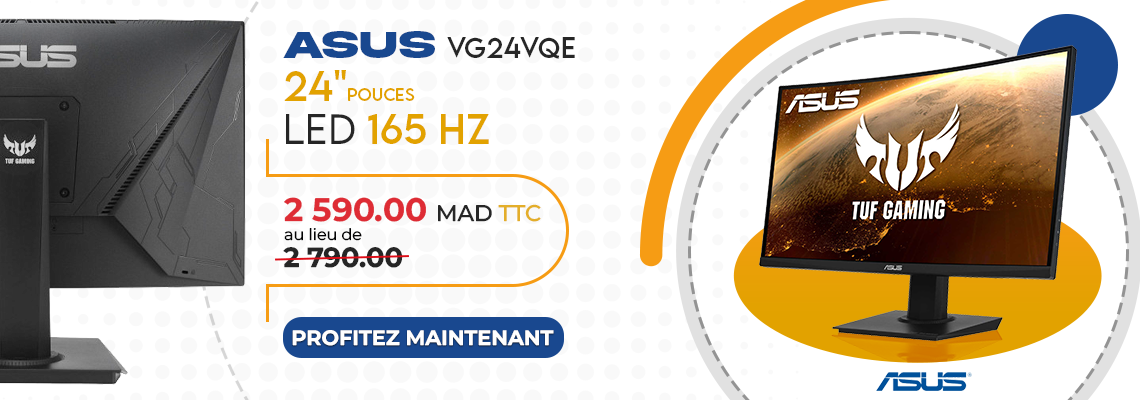 SUS
TUF GAMING
ASUS VG24VQE
24" POUCES
LED 165 HZ
2 590.00 MAD TTC
au lieu de
2 790.00
PROFITEZ MAINTENANT
ASUS
TUF GAMING
ASUS
ASUS